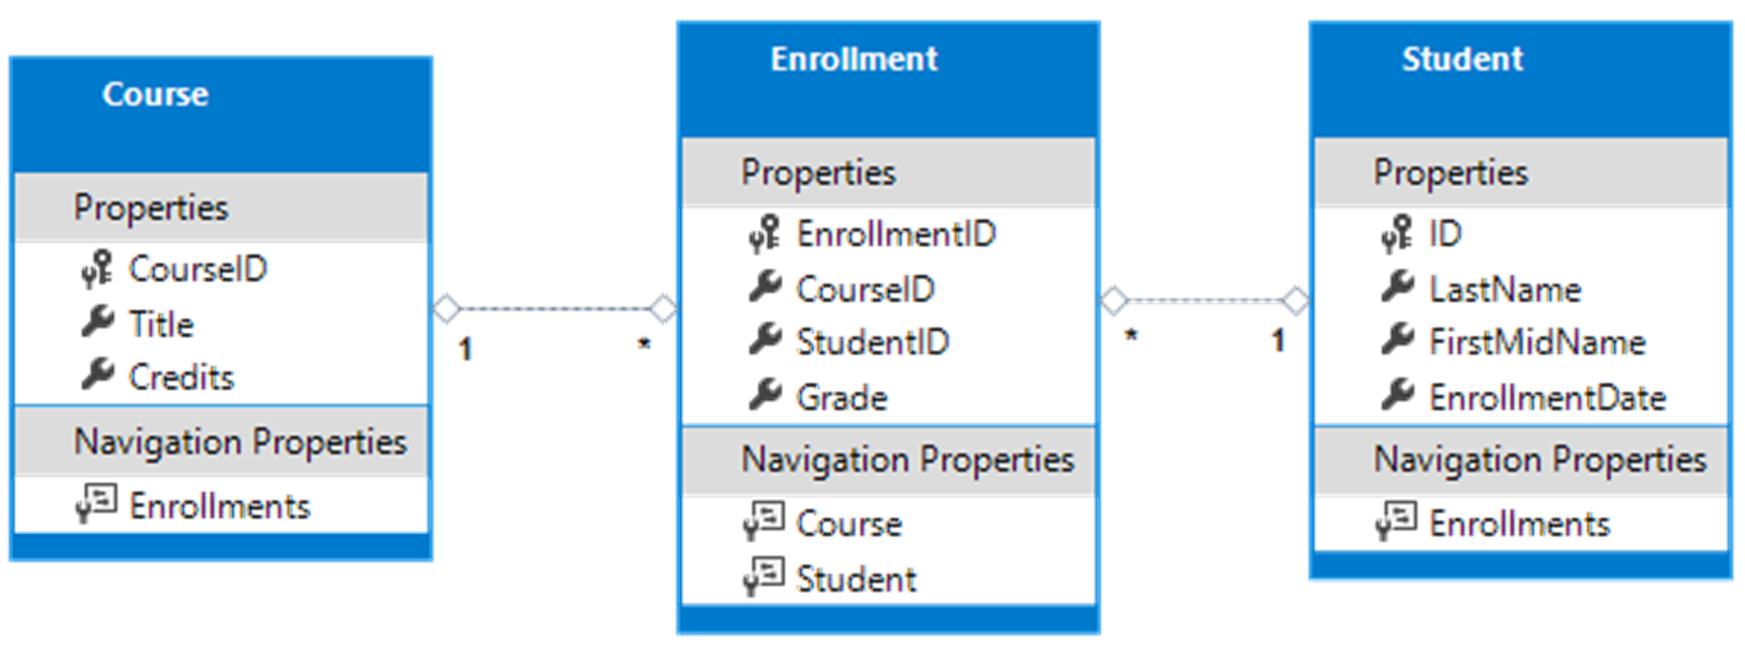 Course
Properties
CourseID
Title
Credits
Navigation Properties
Enrollments
1
*
Enrollment
Properties
EnrollmentID
CourseID
StudentID
Grade
Navigation Properties
Course
Student
*
1
Student
Properties
ID
LastName
FirstMidName
EnrollmentDate
Navigation Properties
Enrollments